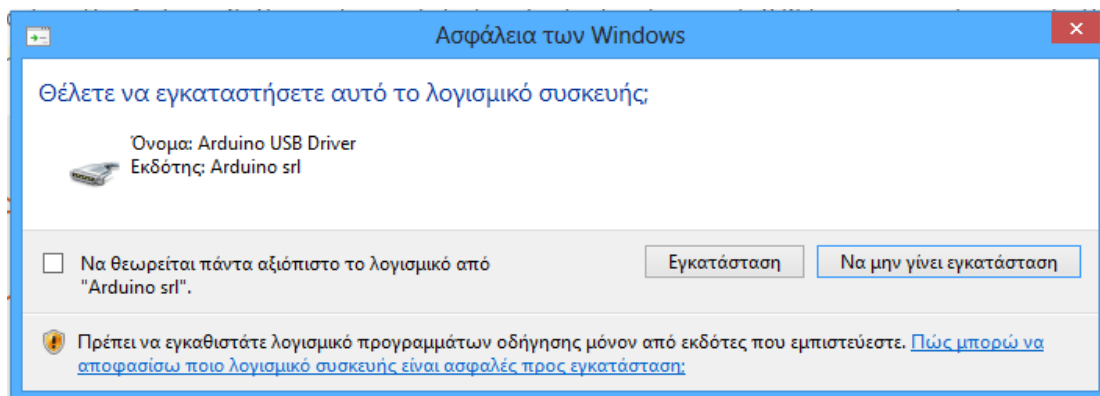 Ασφάλεια των Windows
Θέλετε να εγκαταστήσετε αυτό το λογισμικό συσκευής;
Όνομα: Arduino USB Driver
Εκδότης: Arduino srl
Να θεωρείται πάντα αξιόπιστο το λογισμικό από
"Arduino srl".
Εγκατάσταση
Να μην γίνει εγκατάσταση
Πρέπει να εγκαθιστάτε λογισμικό προγραμμάτων οδήγησης μόνον από εκδότες που εμπιστεύεστε. Πώς μπορώ να
αποφασίσω ποιο λογισμικό συσκευής είναι ασφαλές προς εγκατάσταση;